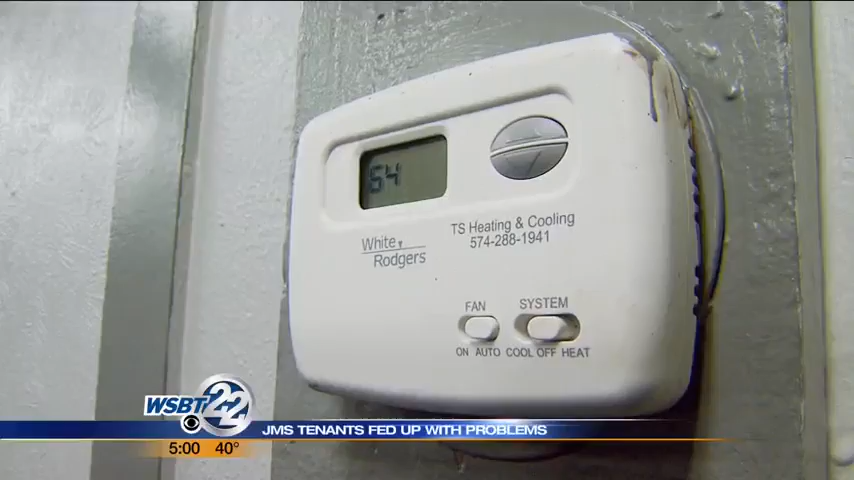 64
TS Heating & Cooling
574-288-1941
White
Rodgers
FAN
SYSTEM
ON AUTO
COOL OFF HEAT
WSBT 22
JMS TENANTS FED UP WITH PROBLEMS
5:00 40°